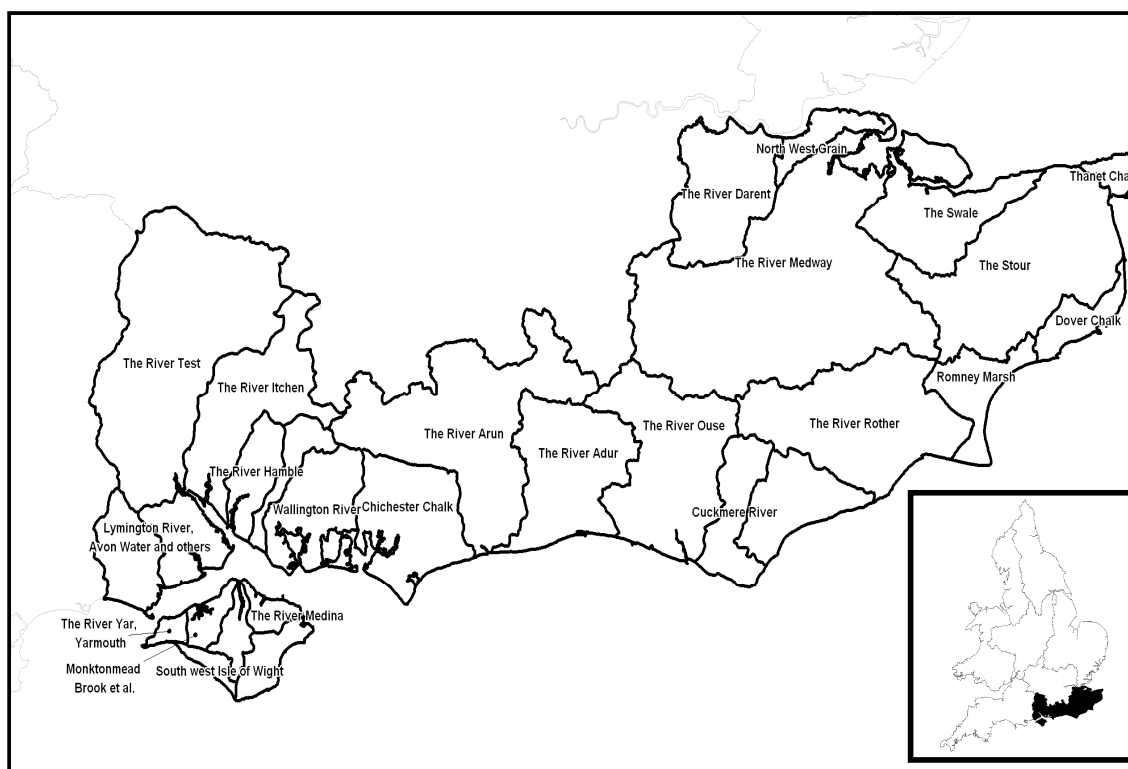 North West Grain
Thanet Cha
The River Darent
The Swale
The River Medway
The Stour
Dover Chalk
The River Test
The River Itchen
Romney Marsh
The River Arun
The River Ouse
The River Rother
The River Adur
The River Hamble
Wallington River
Chichester Chalk
Cuckmere River
Lymington River,
Avon Water and others
The River Medina
The River Yar,
Yarmouth
Monktonmead
Brook et al.
South west Isle of Wight